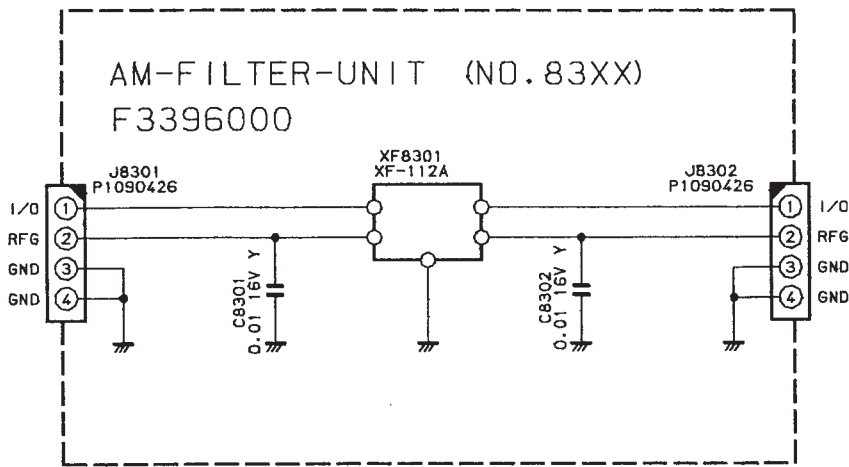 AM-FILTER-UNIT (NO.83XX)
F3396000
XF8301
XF-112A
J8301
P1090426
J8302
P1090426
I/O 1
RFG 2
GND 3
GND 4
1 I/O
2 RFG
3 GND
4 GND
C8301
0.01 16V Y
C8302
0.01 16V Y